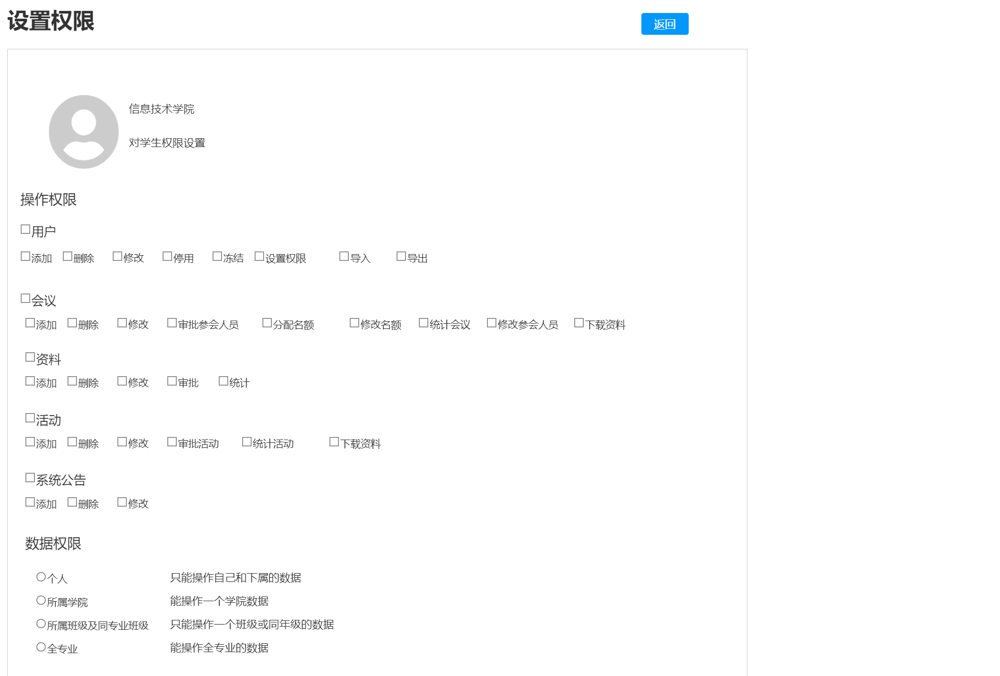 设置权限
返回
信息技术学院
对学生权限设置
操作权限
用户
添加 删除 修改 停用 冻结 设置权限 导入 导出
会议
添加 删除 修改 审批参会人员 分配名额 修改名额 统计会议 修改参会人员 下载资料
资料
添加 删除 修改 审批 统计
活动
添加 删除 修改 审批活动 统计活动 下载资料
系统公告
添加 删除 修改
数据权限
个人 只能操作自己和下属的数据
所属学院 能操作一个学院数据
所属班级及同专业班级 只能操作一个班级或同年级的数据
全专业 能操作全专业的数据